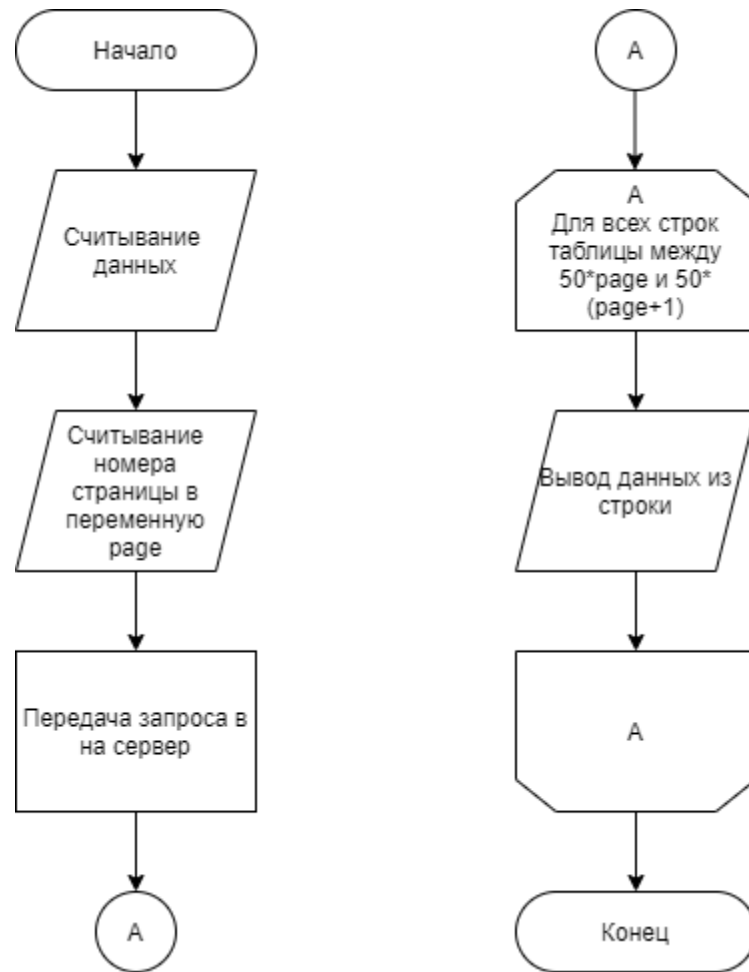 Начало
Считывание
данных
Считывание
номера
страницы в
переменную
page
Передача запроса в
на сервер
А
А
А
Для всех строк
таблицы между
50*page и 50*
(page+1)
Вывод данных из
строки
А
Конец